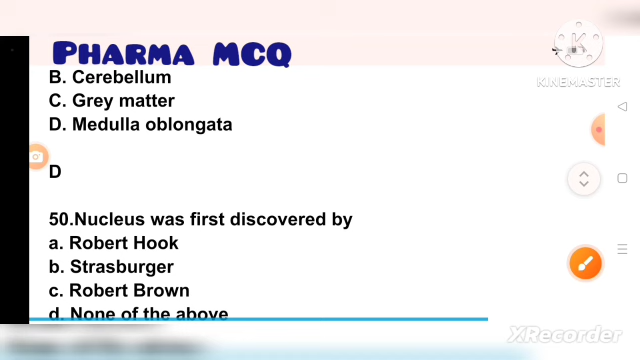 PHARMA MCQ
KINEMASTER
B. Cerebellum
C. Grey matter
D. Medulla oblongata
D
50.Nucleus was first discovered by
a. Robert Hook
b. Strasburger
c. Robert Brown
d. None of the above
XRecorder